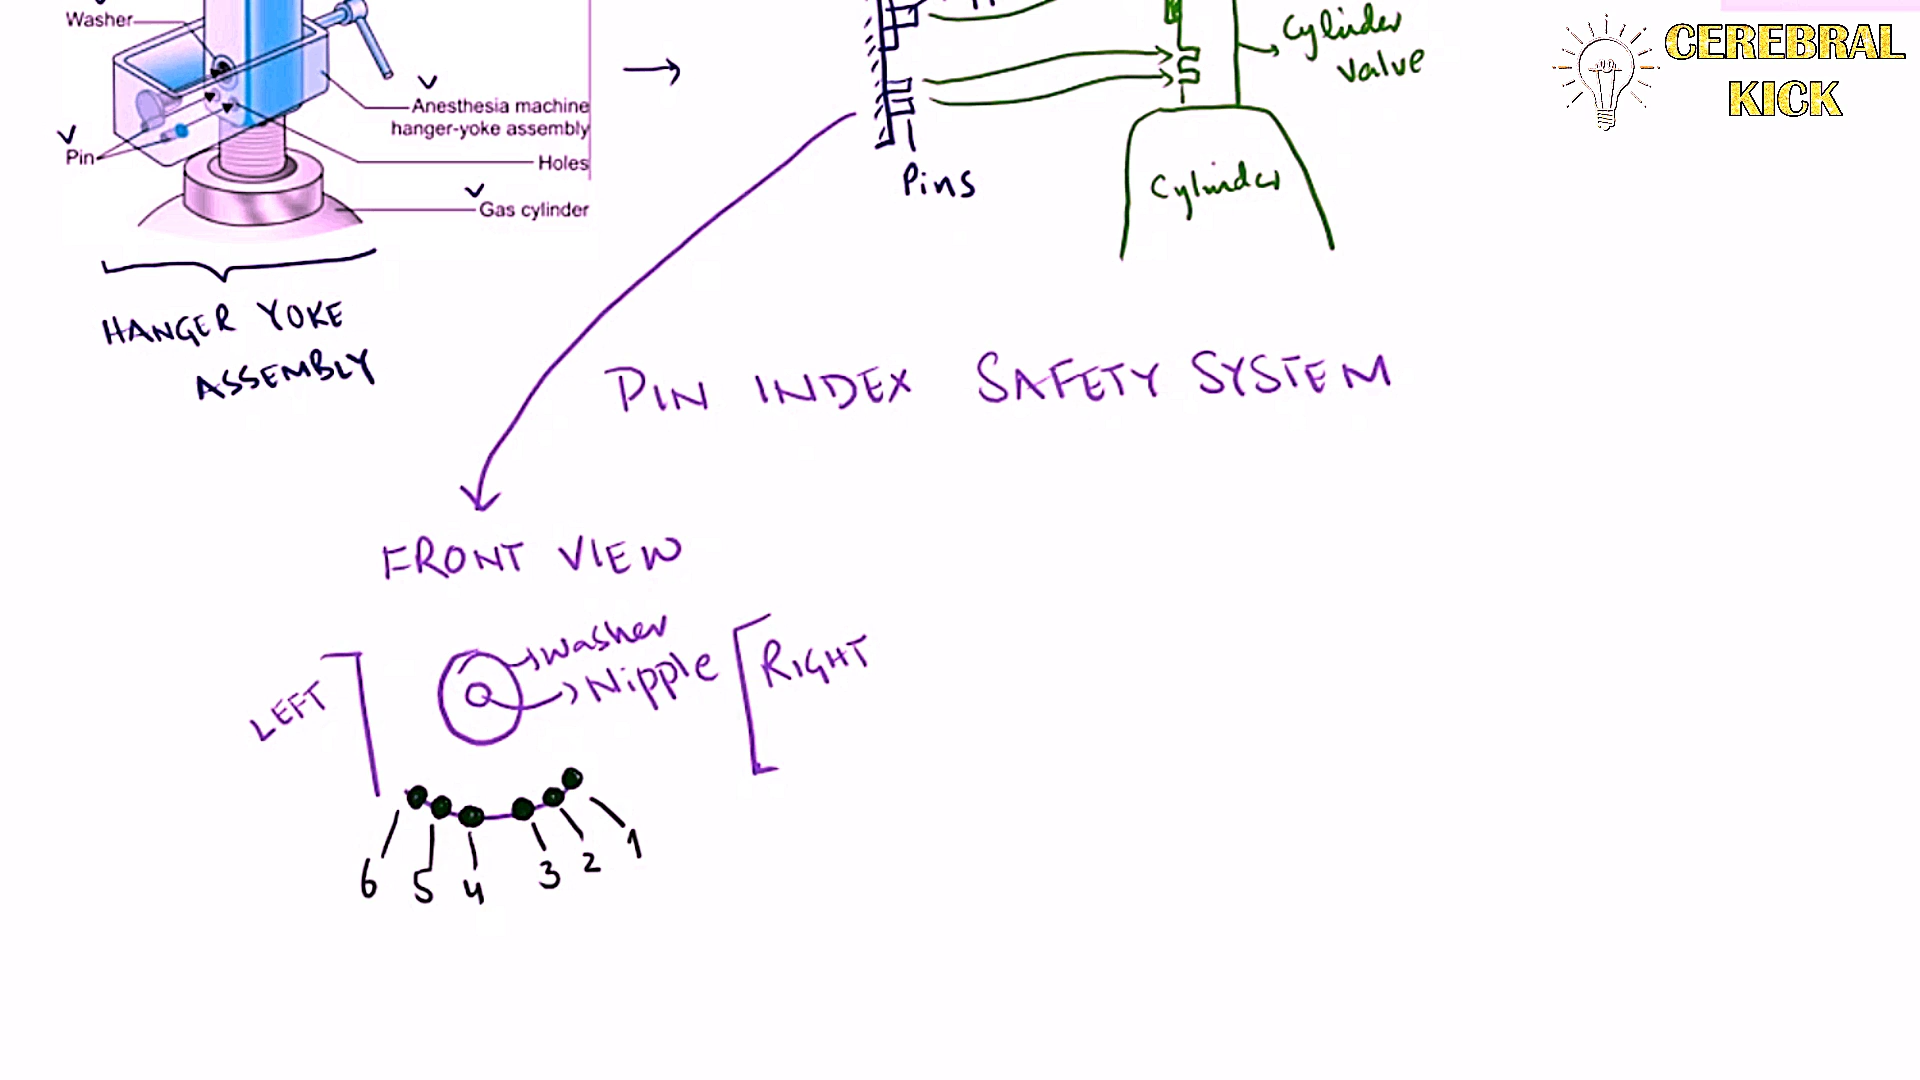 Washer
Anesthesia machine
hanger-yoke assembly
Pin
Holes
Gas cylinder
HANGER YOKE
ASSEMBLY
Pins
Cylinder
valve
Cylinder
CEREBRAL
KICK
PIN INDEX SAFETY SYSTEM
FRONT VIEW
LEFT
Washer
Nipple
RIGHT
6 5 4 3 2 1